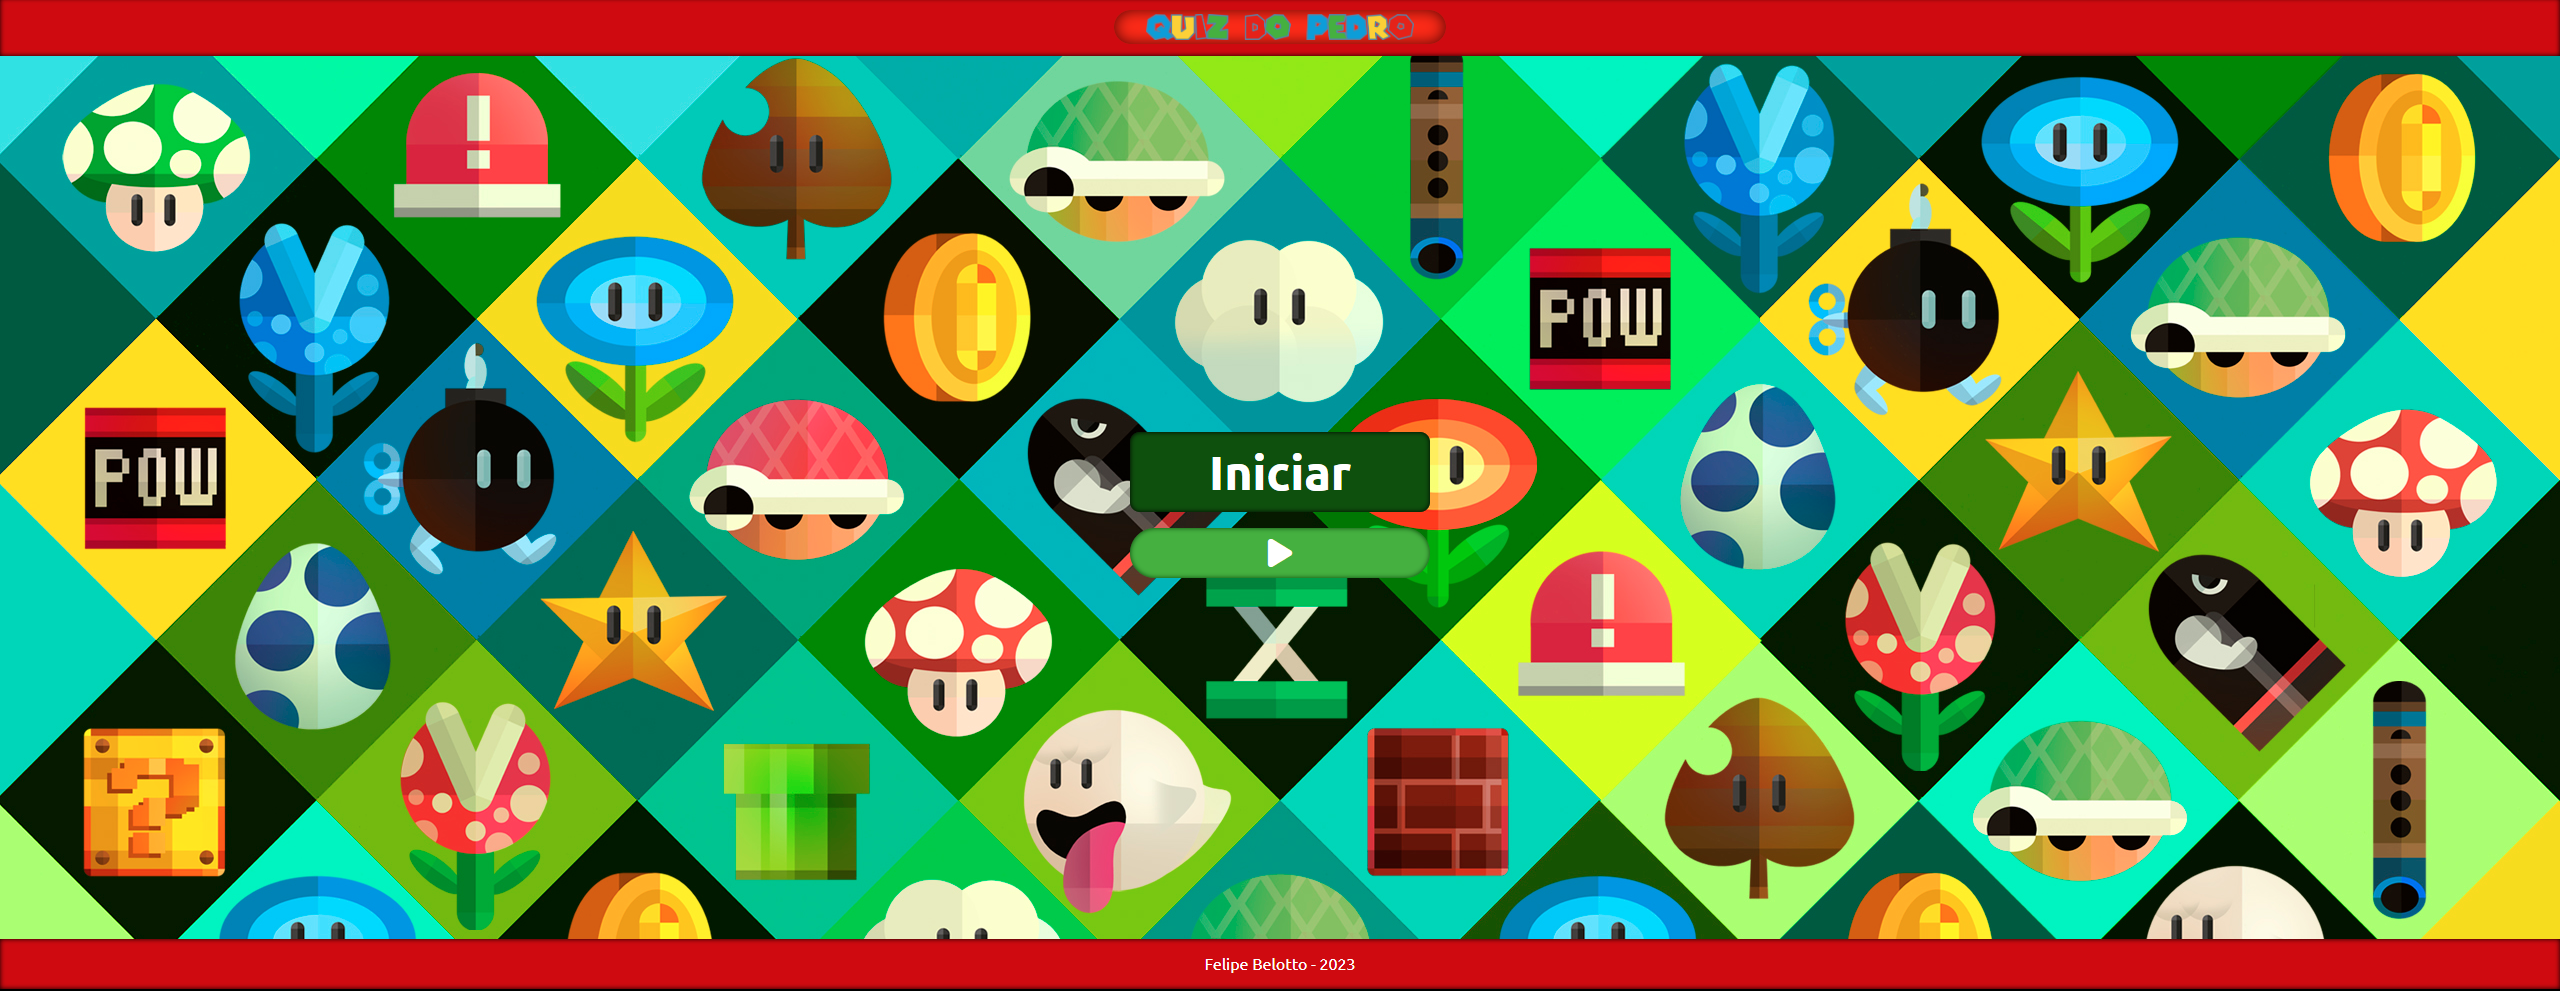 QUIZ DO PEDRO
!
POW
POW
Iniciar
!
?
Felipe Belotto - 2023